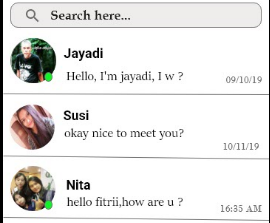 Search here...
Jayadi
Hello, I'm jayadi, I w ?
09/10/19
Susi
okay nice to meet you?
10/11/19
Nita
hello fitrii,how are u ?
16:35 AM